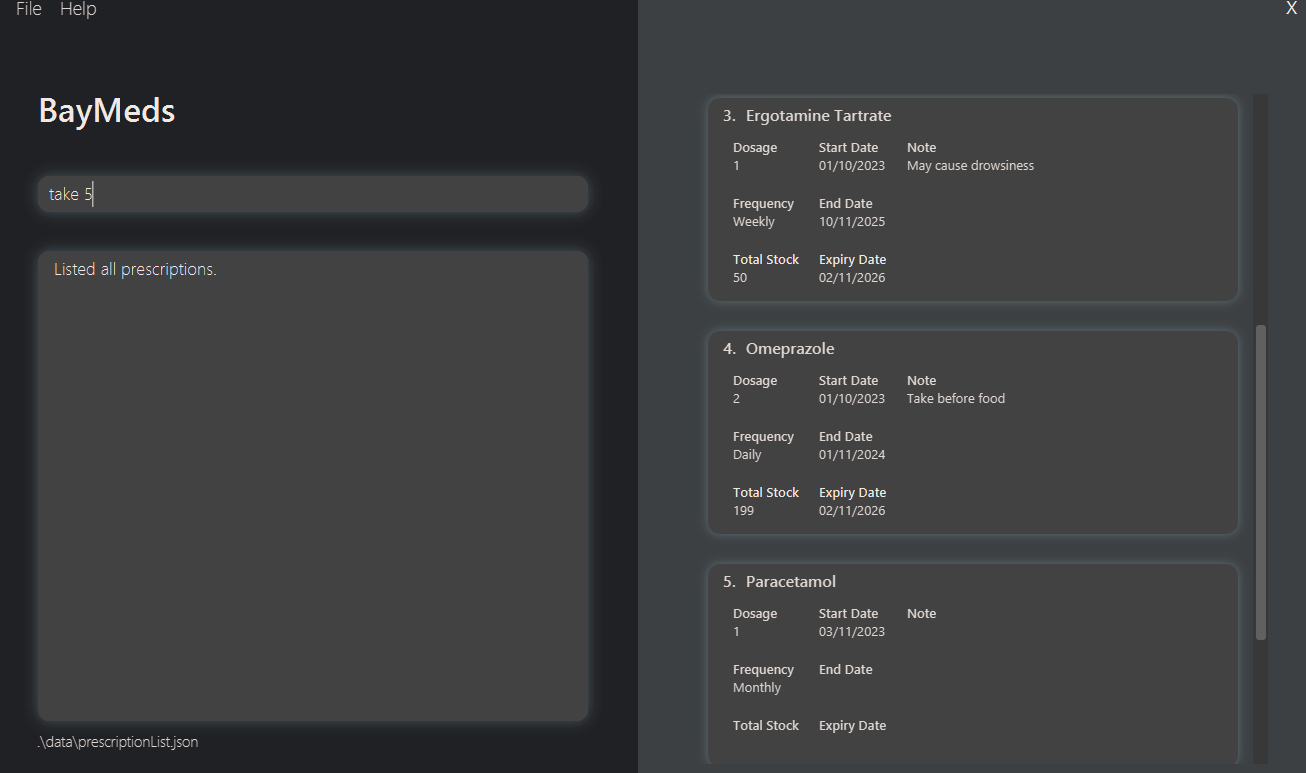 File Help
X
BayMeds
take 5
Listed all prescriptions.
.\data\prescriptionList.json
3. Ergotamine Tartrate
Dosage Start Date Note
1 01/10/2023 May cause drowsiness
Frequency End Date
Weekly 10/11/2025
Total Stock Expiry Date
50 02/11/2026
4. Omeprazole
Dosage Start Date Note
2 01/10/2023 Take before food
Frequency End Date
Daily 01/11/2024
Total Stock Expiry Date
199 02/11/2026
5. Paracetamol
Dosage Start Date Note
1 03/11/2023
Frequency End Date
Monthly
Total Stock Expiry Date